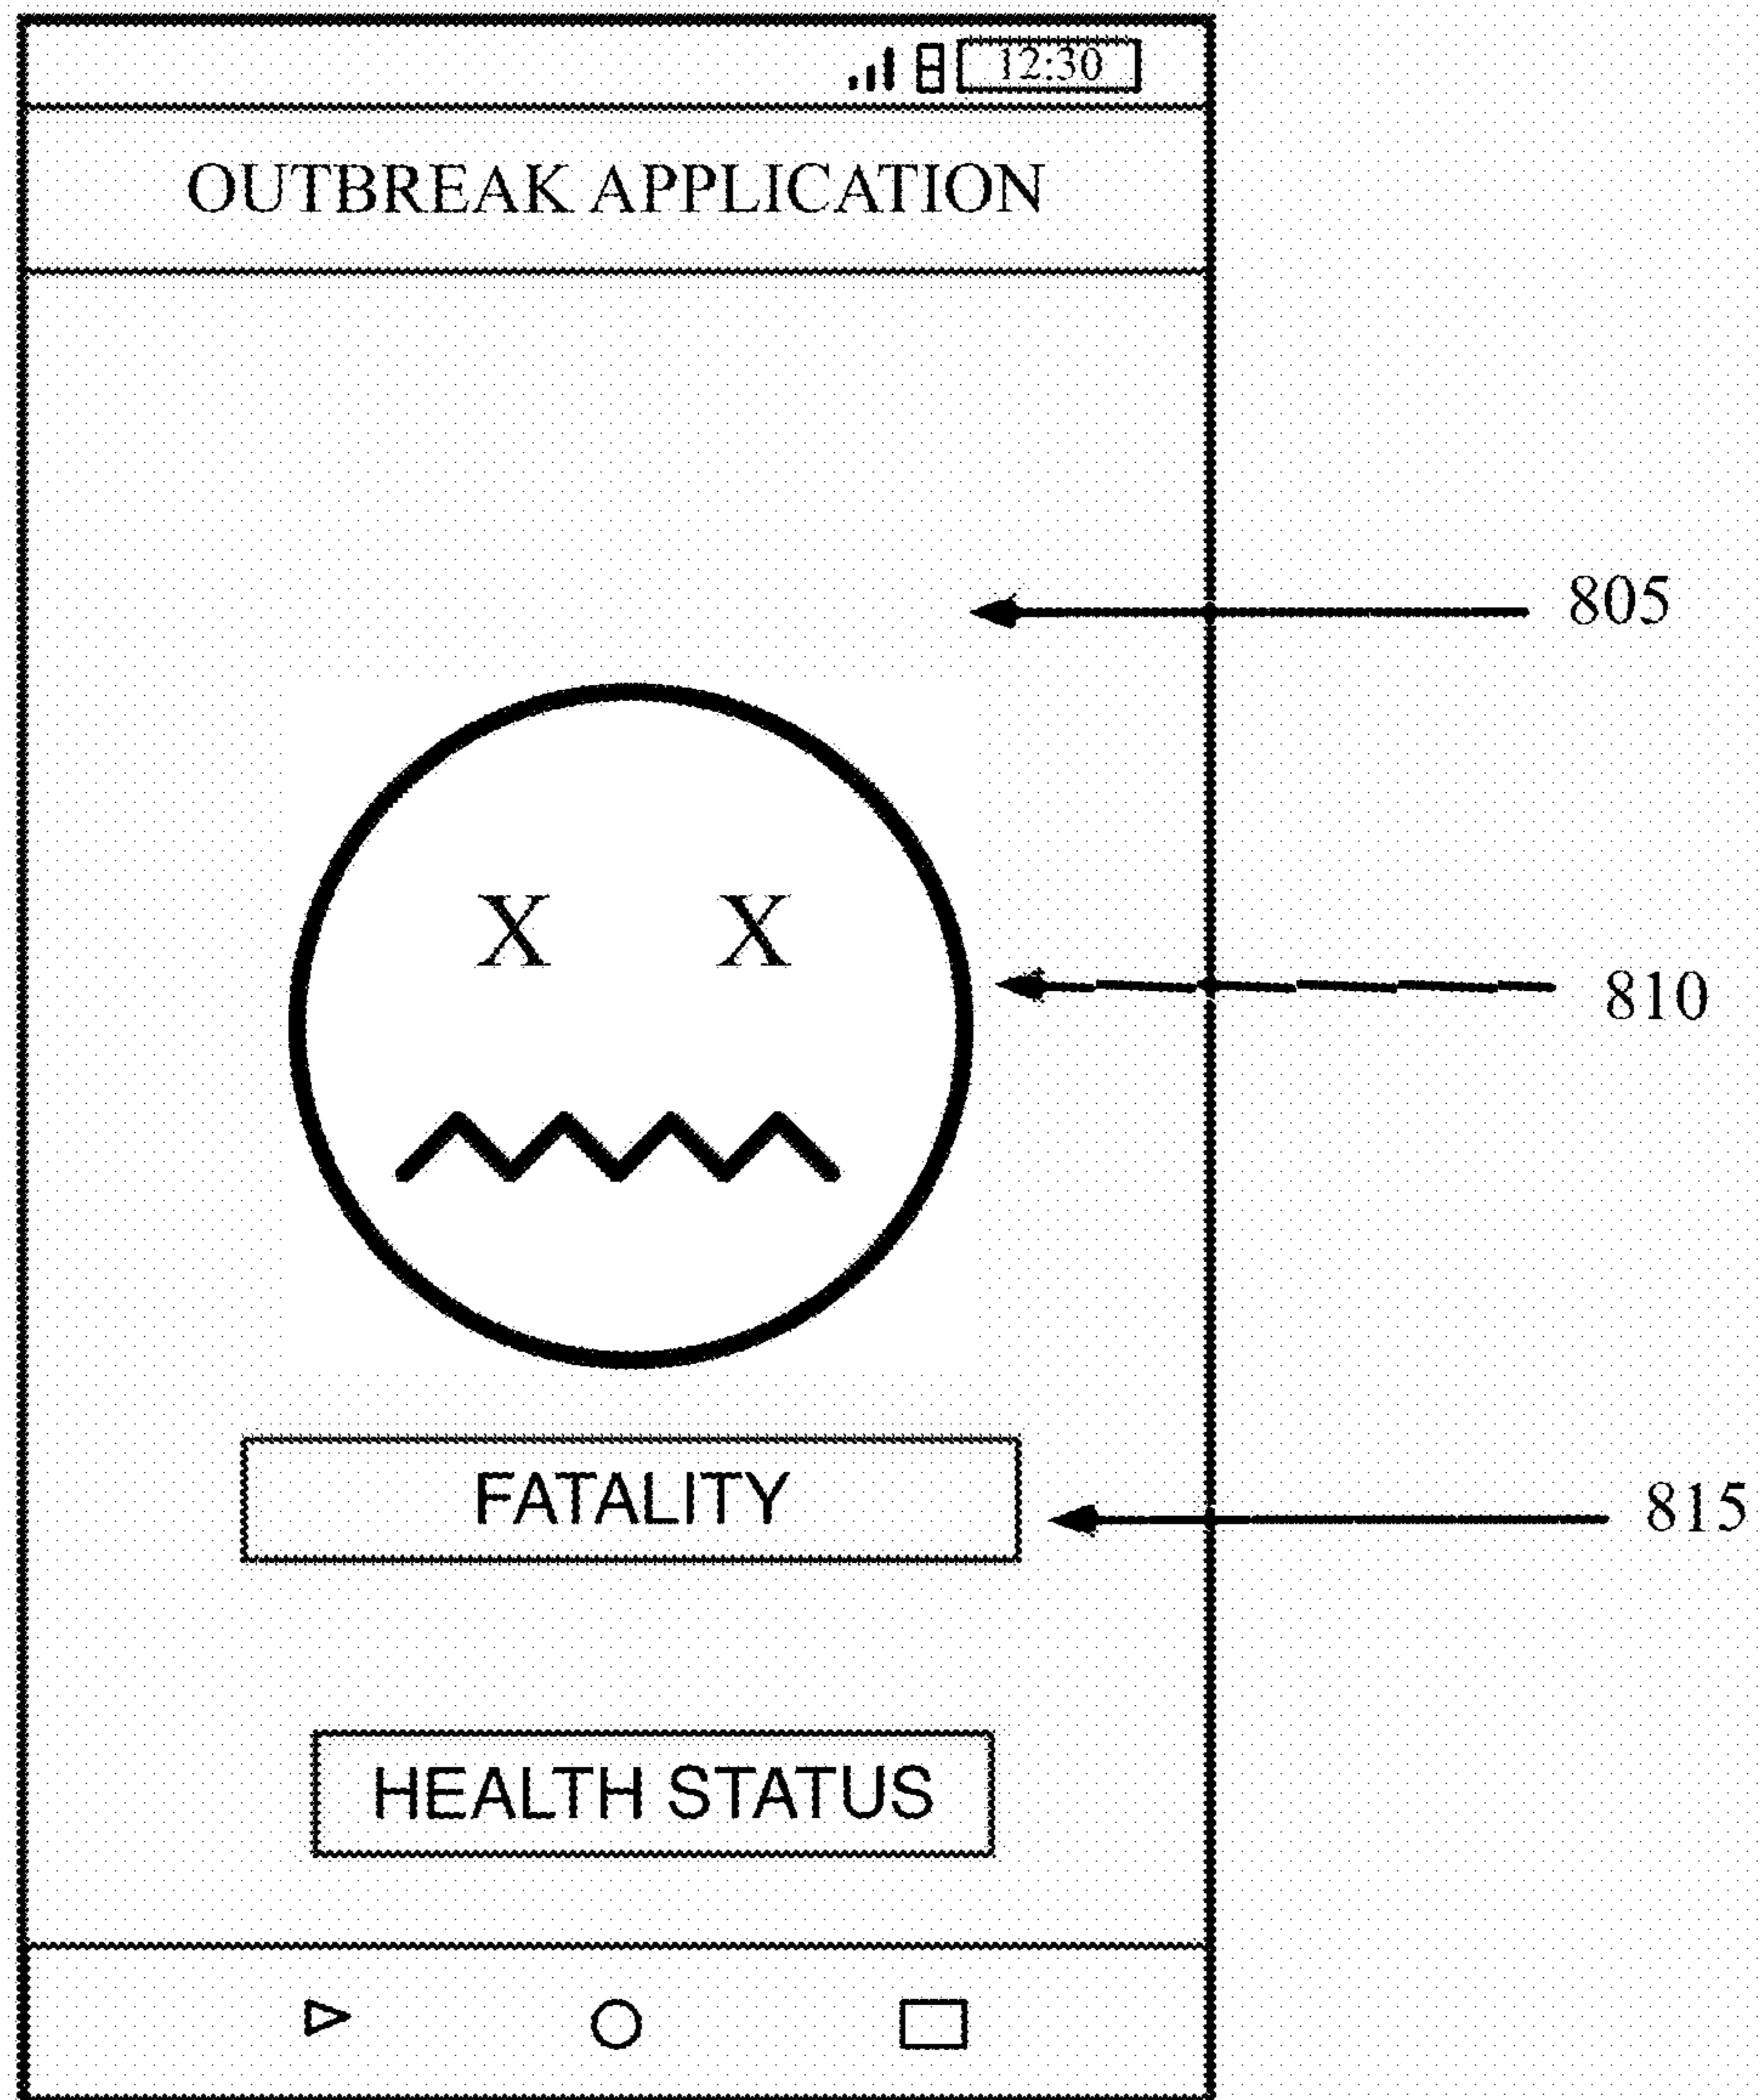 12:30
OUTBREAK APPLICATION
805
X X
810
FATALITY
815
HEALTH STATUS